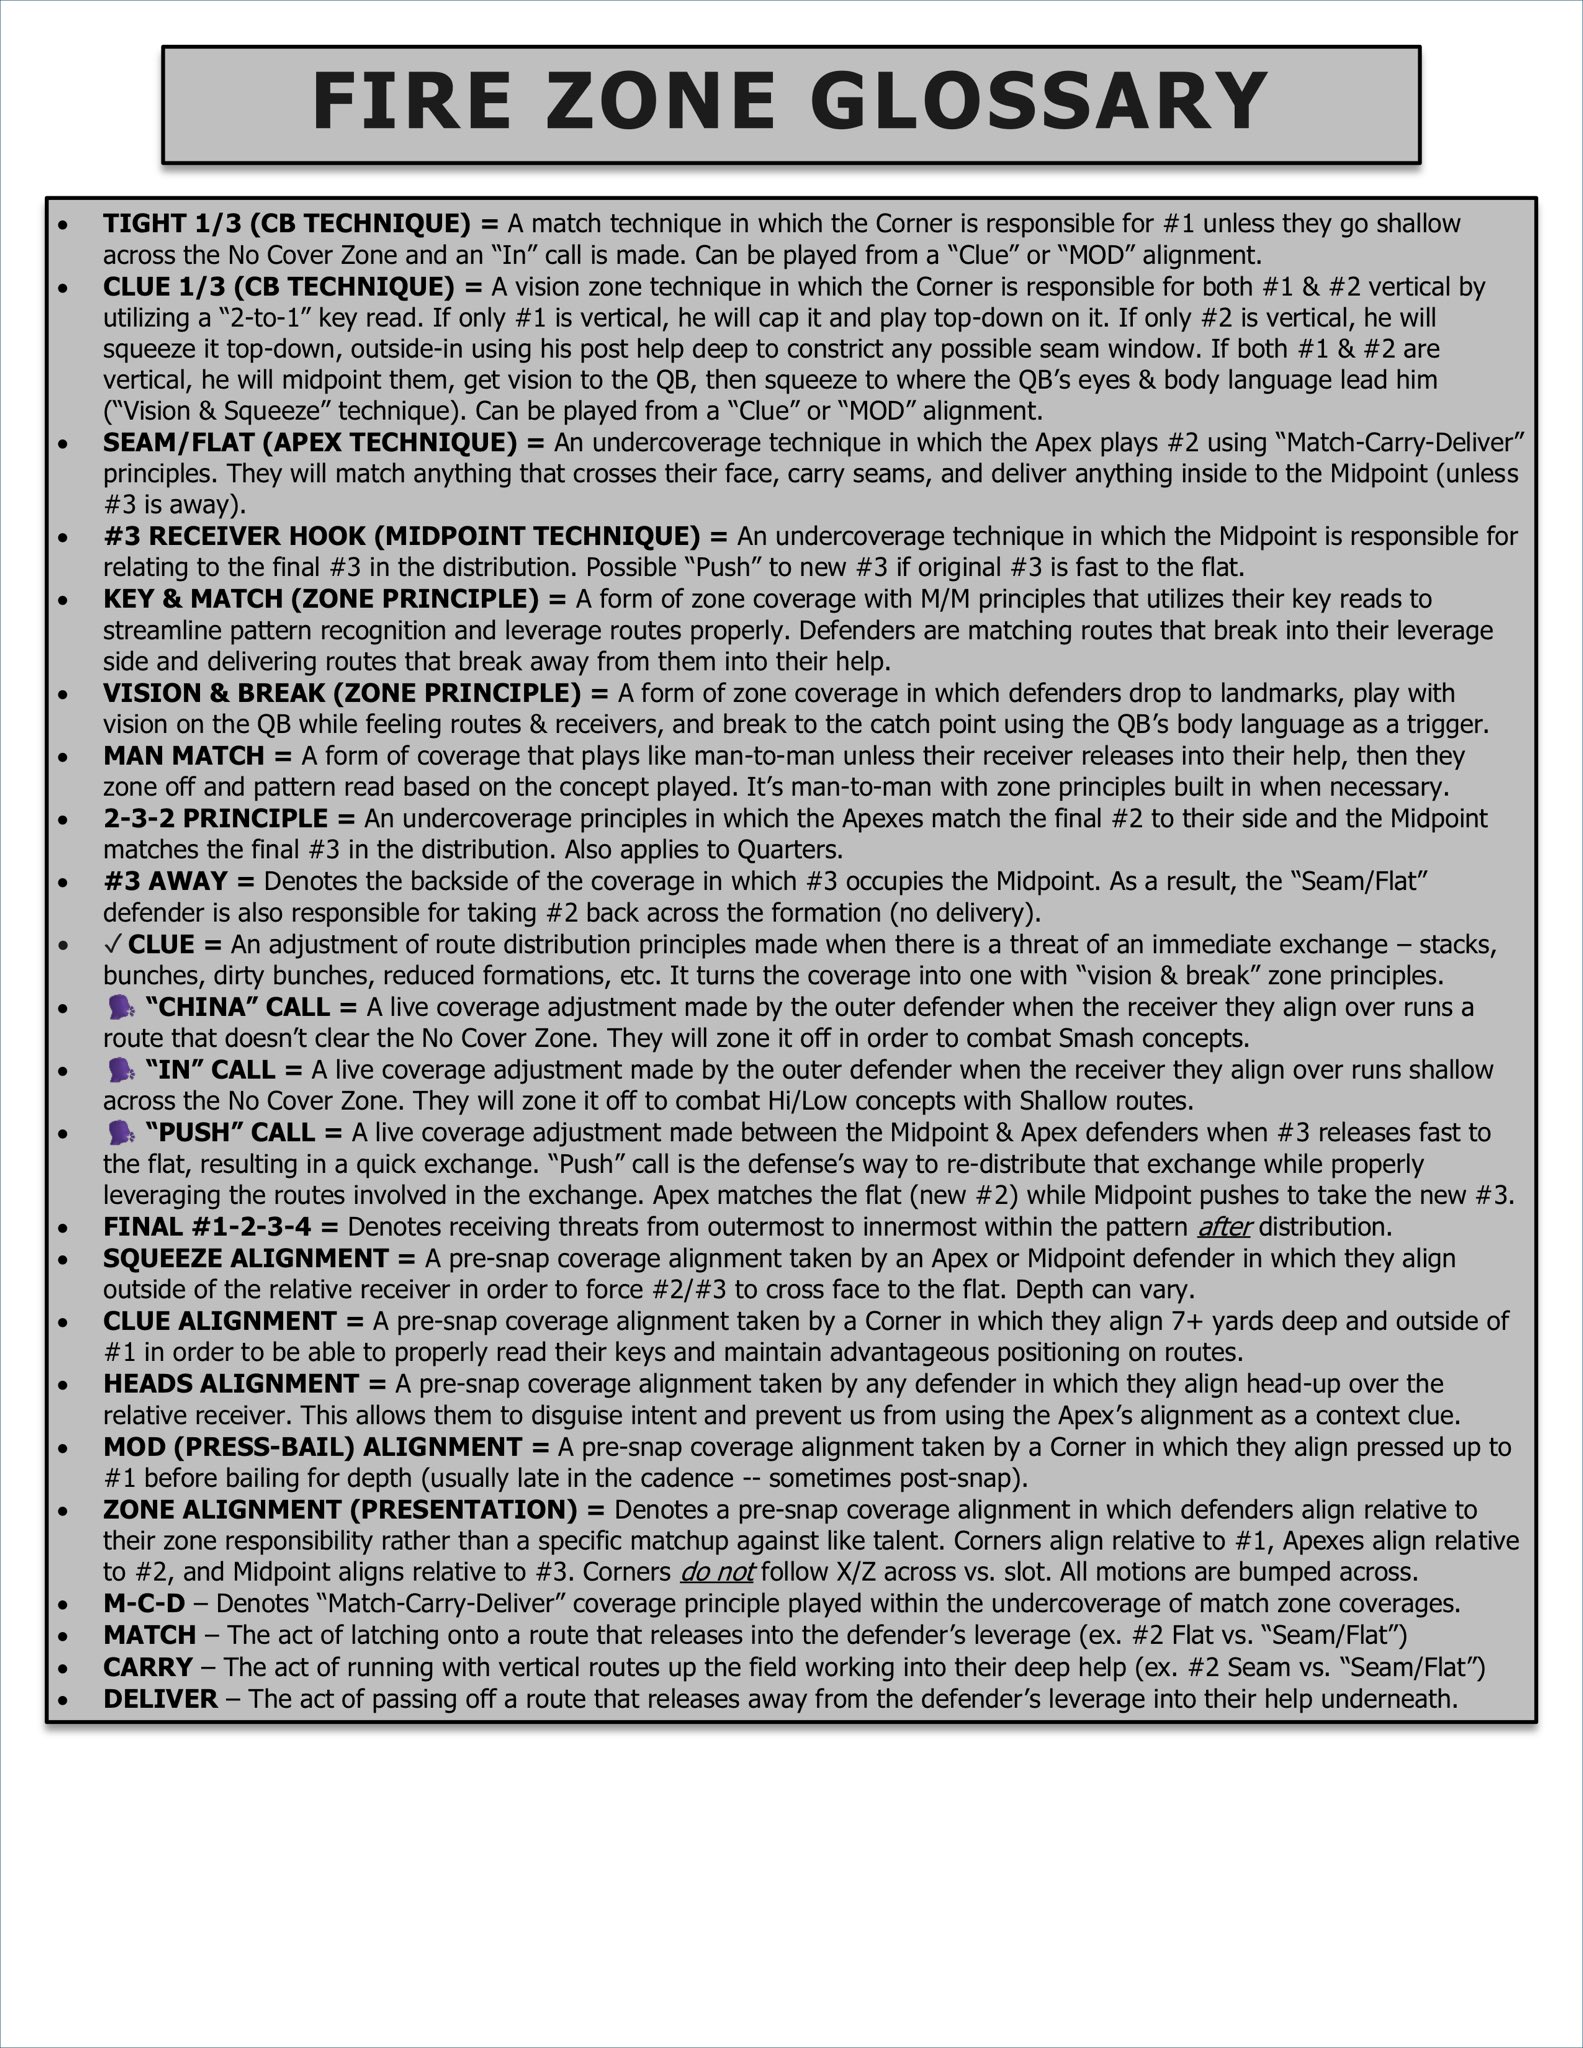 FIRE ZONE GLOSSARY
• TIGHT 1/3 (CB TECHNIQUE) = A match technique in which the Corner is responsible for #1 unless they go shallow
across the No Cover Zone and an “In” call is made. Can be played from a “Clue” or “MOD” alignment.
• CLUE 1/3 (CB TECHNIQUE) = A vision zone technique in which the Corner is responsible for both #1 & #2 vertical by
utilizing a “2-to-1” key read. If only #1 is vertical, he will cap it and play top-down on it. If only #2 is vertical, he will
squeeze it top-down, outside-in using his post help deep to constrict any possible seam window. If both #1 & #2 are
vertical, he will midpoint them, get vision to the QB, then squeeze to where the QB’s eyes & body language lead him
(“Vision & Squeeze” technique). Can be played from a “Clue” or “MOD” alignment.
• SEAM/FLAT (APEX TECHNIQUE) = An undercoverage technique in which the Apex plays #2 using “Match-Carry-Deliver”
principles. They will match anything that crosses their face, carry seams, and deliver anything inside to the Midpoint (unless
#3 is away).
• #3 RECEIVER HOOK (MIDPOINT TECHNIQUE) = An undercoverage technique in which the Midpoint is responsible for
relating to the final #3 in the distribution. Possible “Push” to new #3 if original #3 is fast to the flat.
• KEY & MATCH (ZONE PRINCIPLE) = A form of zone coverage with M/M principles that utilizes their key reads to
streamline pattern recognition and leverage routes properly. Defenders are matching routes that break into their leverage
side and delivering routes that break away from them into their help.
• VISION & BREAK (ZONE PRINCIPLE) = A form of zone coverage in which defenders drop to landmarks, play with
vision on the QB while feeling routes & receivers, and break to the catch point using the QB’s body language as a trigger.
• MAN MATCH = A form of coverage that plays like man-to-man unless their receiver releases into their help, then they
zone off and pattern read based on the concept played. It’s man-to-man with zone principles built in when necessary.
• 2-3-2 PRINCIPLE = An undercoverage principles in which the Apexes match the final #2 to their side and the Midpoint
matches the final #3 in the distribution. Also applies to Quarters.
• #3 AWAY = Denotes the backside of the coverage in which #3 occupies the Midpoint. As a result, the “Seam/Flat”
defender is also responsible for taking #2 back across the formation (no delivery).
• ✓ CLUE = An adjustment of route distribution principles made when there is a threat of an immediate exchange – stacks,
bunches, dirty bunches, reduced formations, etc. It turns the coverage into one with “vision & break” zone principles.
• 🗣 “CHINA” CALL = A live coverage adjustment made by the outer defender when the receiver they align over runs a
route that doesn’t clear the No Cover Zone. They will zone it off in order to combat Smash concepts.
• 🗣 “IN” CALL = A live coverage adjustment made by the outer defender when the receiver they align over runs shallow
across the No Cover Zone. They will zone it off to combat Hi/Low concepts with Shallow routes.
• 🗣 “PUSH” CALL = A live coverage adjustment made between the Midpoint & Apex defenders when #3 releases fast to
the flat, resulting in a quick exchange. “Push” call is the defense’s way to re-distribute that exchange while properly
leveraging the routes involved in the exchange. Apex matches the flat (new #2) while Midpoint pushes to take the new #3.
• FINAL #1-2-3-4 = Denotes receiving threats from outermost to innermost within the pattern after distribution.
• SQUEEZE ALIGNMENT = A pre-snap coverage alignment taken by an Apex or Midpoint defender in which they align
outside of the relative receiver in order to force #2/#3 to cross face to the flat. Depth can vary.
• CLUE ALIGNMENT = A pre-snap coverage alignment taken by a Corner in which they align 7+ yards deep and outside of
#1 in order to be able to properly read their keys and maintain advantageous positioning on routes.
• HEADS ALIGNMENT = A pre-snap coverage alignment taken by any defender in which they align head-up over the
relative receiver. This allows them to disguise intent and prevent us from using the Apex’s alignment as a context clue.
• MOD (PRESS-BAIL) ALIGNMENT = A pre-snap coverage alignment taken by a Corner in which they align pressed up to
#1 before bailing for depth (usually late in the cadence -- sometimes post-snap).
• ZONE ALIGNMENT (PRESENTATION) = Denotes a pre-snap coverage alignment in which defenders align relative to
their zone responsibility rather than a specific matchup against like talent. Corners align relative to #1, Apexes align relative
to #2, and Midpoint aligns relative to #3. Corners do not follow X/Z across vs. slot. All motions are bumped across.
• M-C-D – Denotes “Match-Carry-Deliver” coverage principle played within the undercoverage of match zone coverages.
• MATCH – The act of latching onto a route that releases into the defender’s leverage (ex. #2 Flat vs. “Seam/Flat”)
• CARRY – The act of running with vertical routes up the field working into their deep help (ex. #2 Seam vs. “Seam/Flat”)
• DELIVER – The act of passing off a route that releases away from the defender’s leverage into their help underneath.